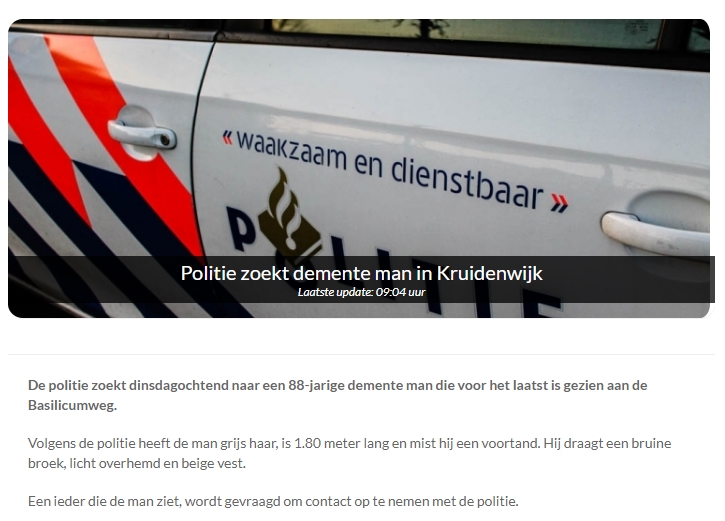 « waakzaam en dienstbaar »
POLITIE
Politie zoekt demente man in Kruidenwijk
Laatste update: 09:04 uur
De politie zoekt dinsdagochtend naar een 88-jarige demente man die voor het laatst is gezien aan de
Basilicumweg.
Volgens de politie heeft de man grijs haar, is 1.80 meter lang en mist hij een voortand. Hij draagt een bruine
broek, licht overhemd en beige vest.
Een ieder die de man ziet, wordt gevraagd om contact op te nemen met de politie.